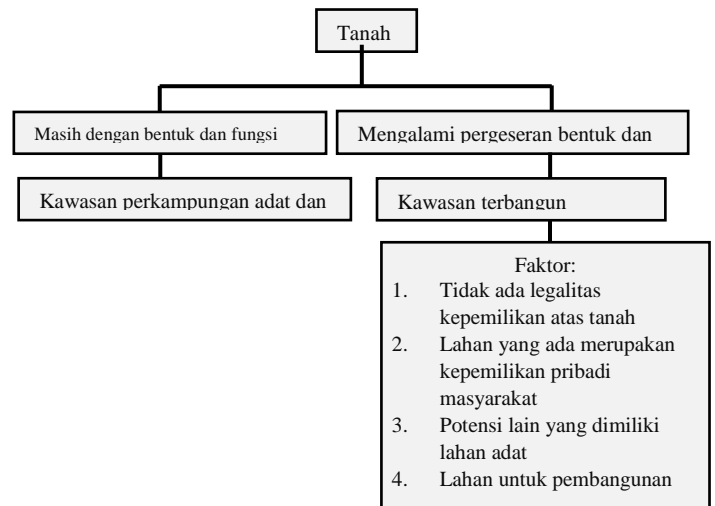 Tanah
Masih dengan bentuk dan fungsi
Mengalami pergeseran bentuk dan
Kawasan perkampungan adat dan
Kawasan terbangun
Faktor:
1. Tidak ada legalitas
kepemilikan atas tanah
2. Lahan yang ada merupakan
kepemilikan pribadi
masyarakat
3. Potensi lain yang dimiliki
lahan adat
4. Lahan untuk pembangunan